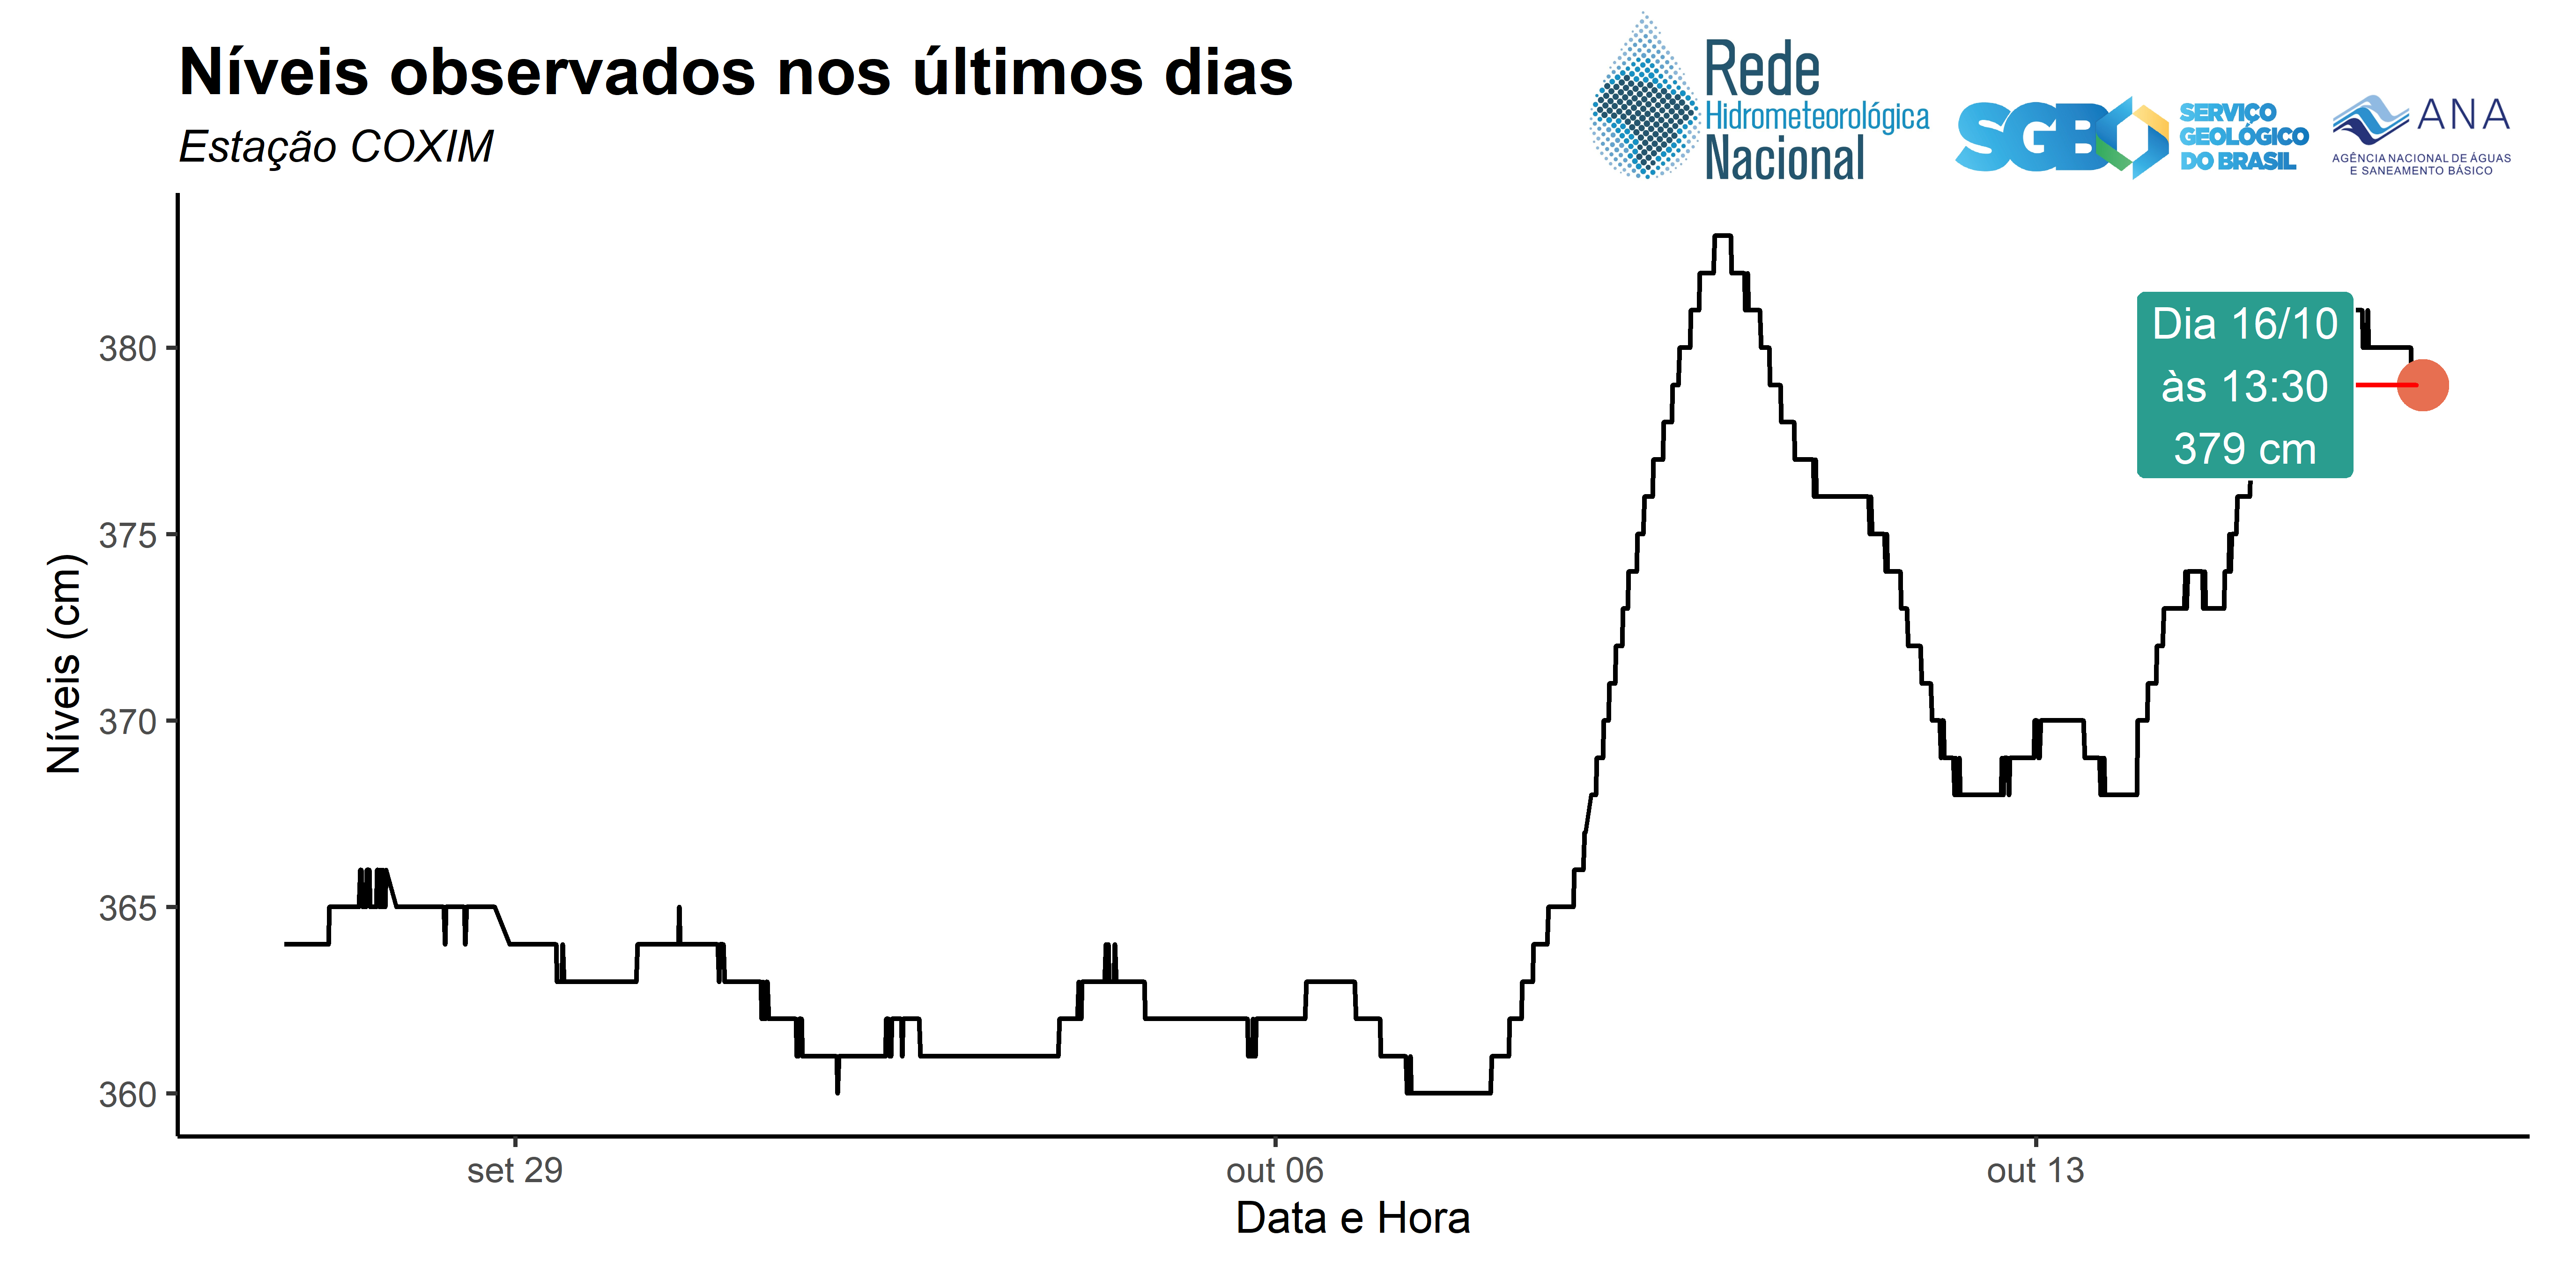 Níveis observados nos últimos dias
Estação COXIM
Rede
Hidrometeorológica
Nacional
SGB
SERVIÇO
GEOLÓGICO
DO BRASIL
ANA
AGÊNCIA NACIONAL DE ÁGUAS
E SANEAMENTO BÁSICO
Níveis (cm)
380
375
370
365
360
Dia 16/10
às 13:30
379 cm
set 29
out 06
out 13
Data e Hora